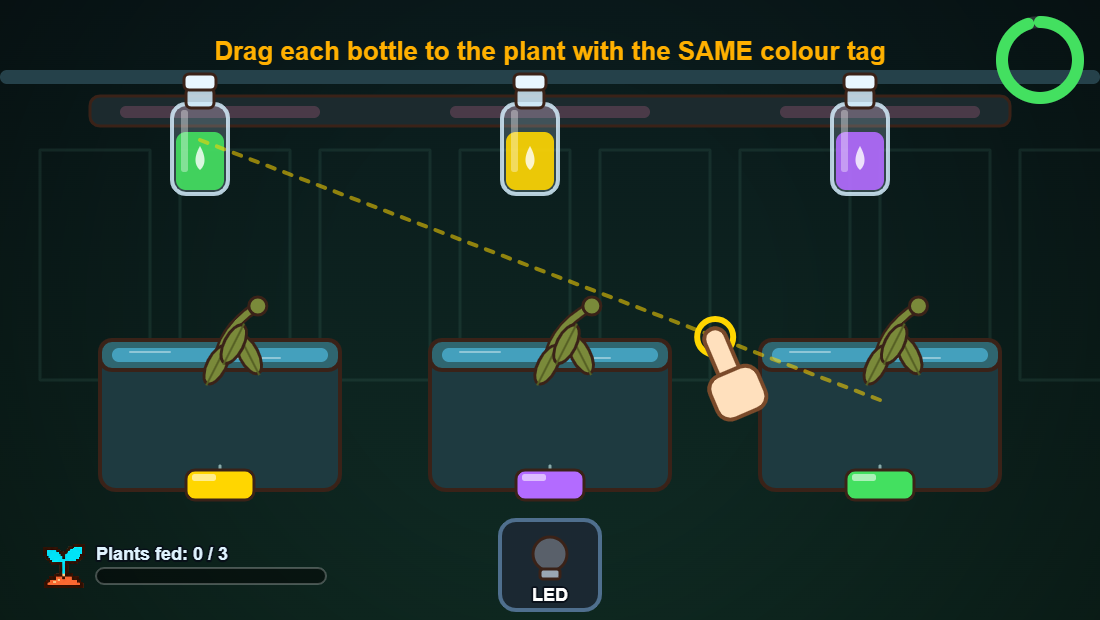 Drag each bottle to the plant with the SAME colour tag
Plants fed: 0 / 3
LED